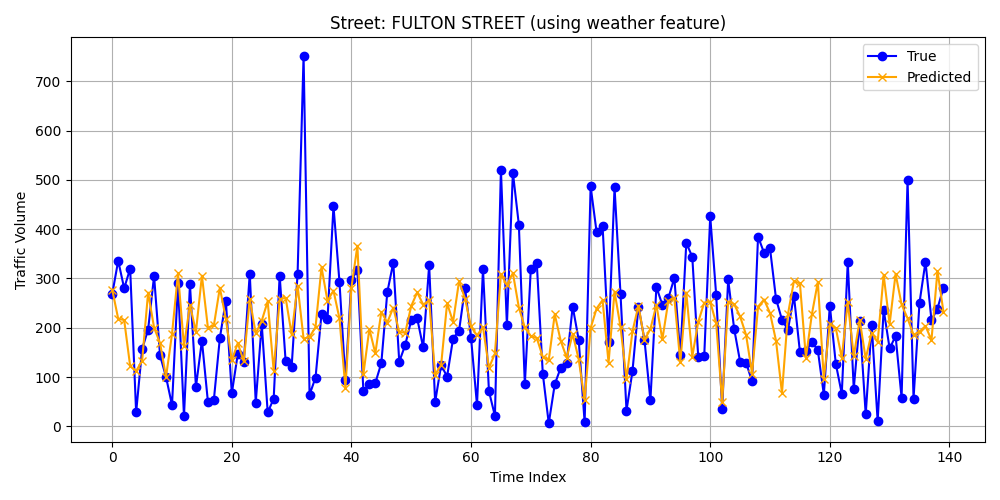 Street: FULTON STREET (using weather feature)
True
Predicted
Traffic Volume
700
600
500
400
300
200
100
0
0 20 40 60 80 100 120 140
Time Index